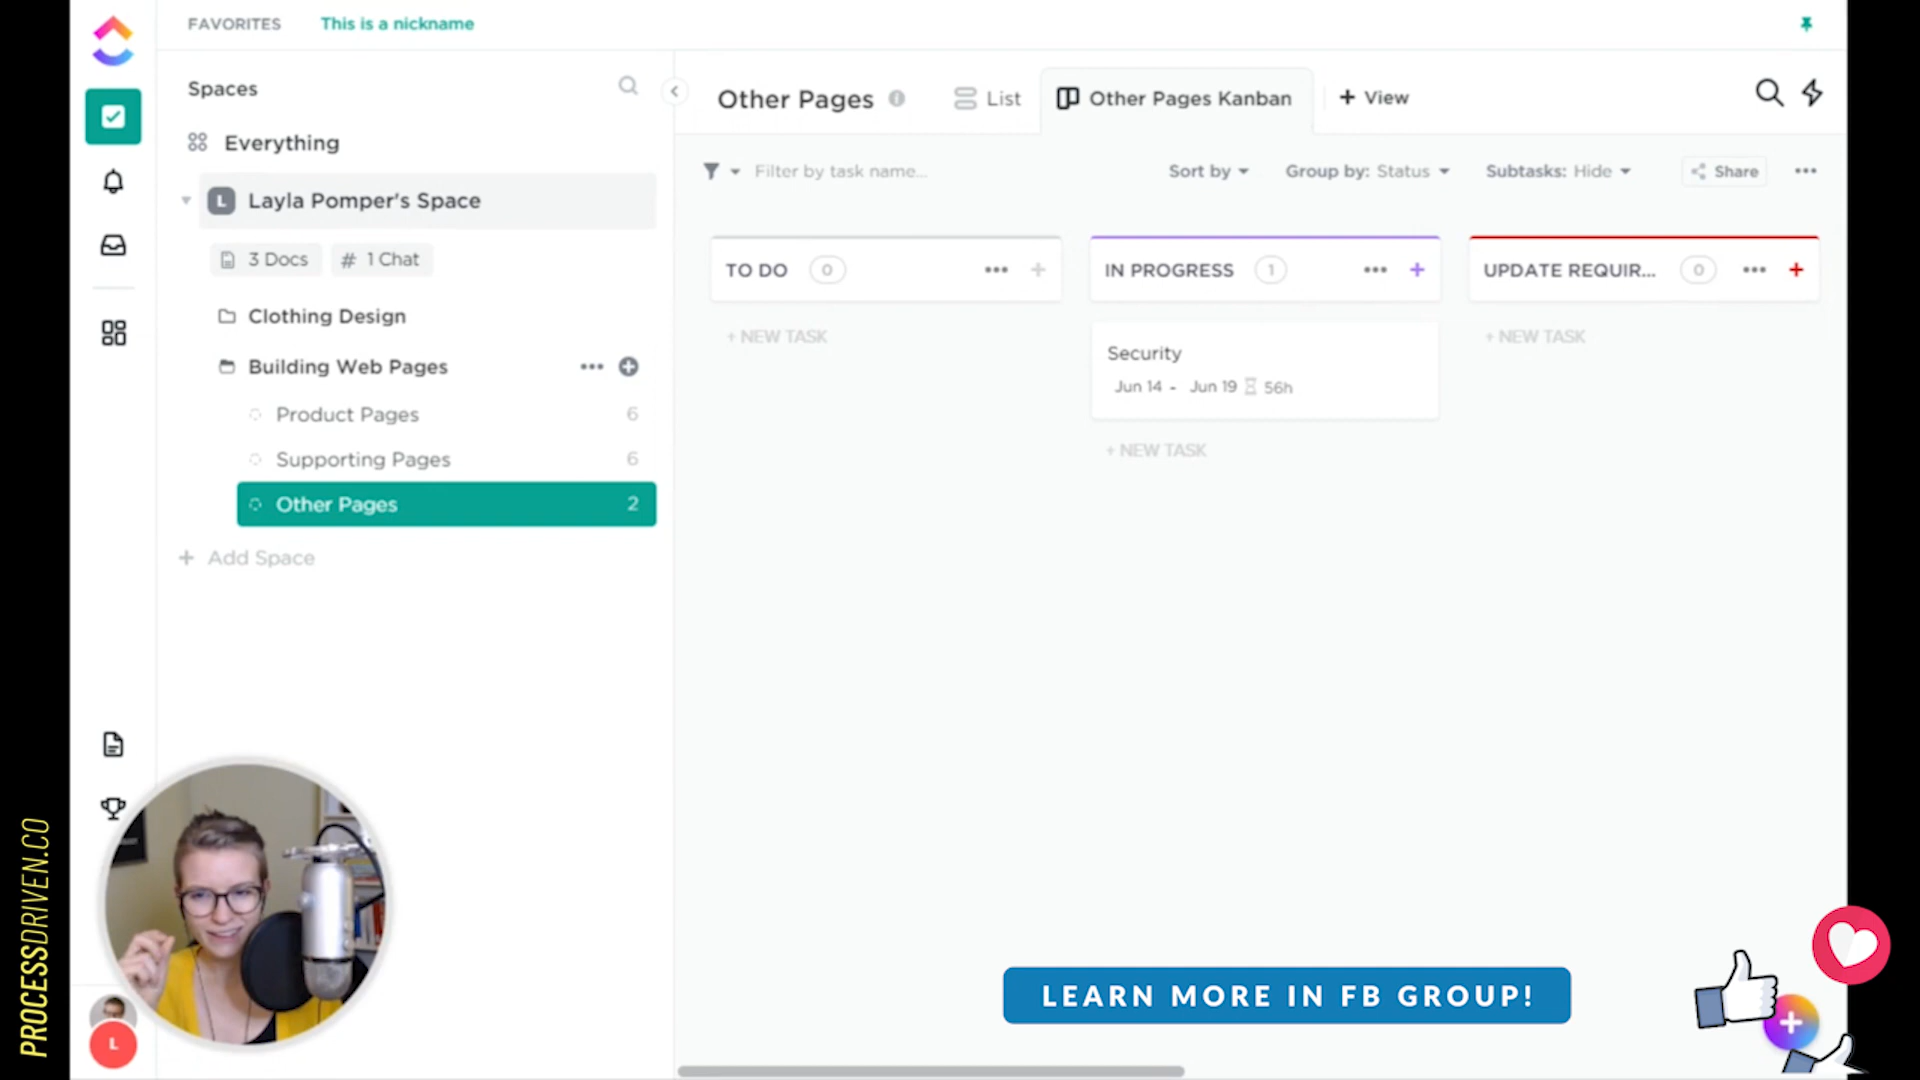 FAVORITES This is a nickname
Spaces
Everything
L Layla Pomper's Space
3 Docs # 1 Chat
Clothing Design
Building Web Pages
Product Pages 6
Supporting Pages 6
Other Pages 2
+ Add Space
Other Pages List Other Pages Kanban + View
Filter by task name... Sort by Group by: Status Subtasks: Hide Share
TO DO 0
+ NEW TASK
IN PROGRESS 1
Security
Jun 14 - Jun 19 56h
+ NEW TASK
UPDATE REQUIR... 0
+ NEW TASK
PROCESSDRIVEN.CO
L
LEARN MORE IN FB GROUP!